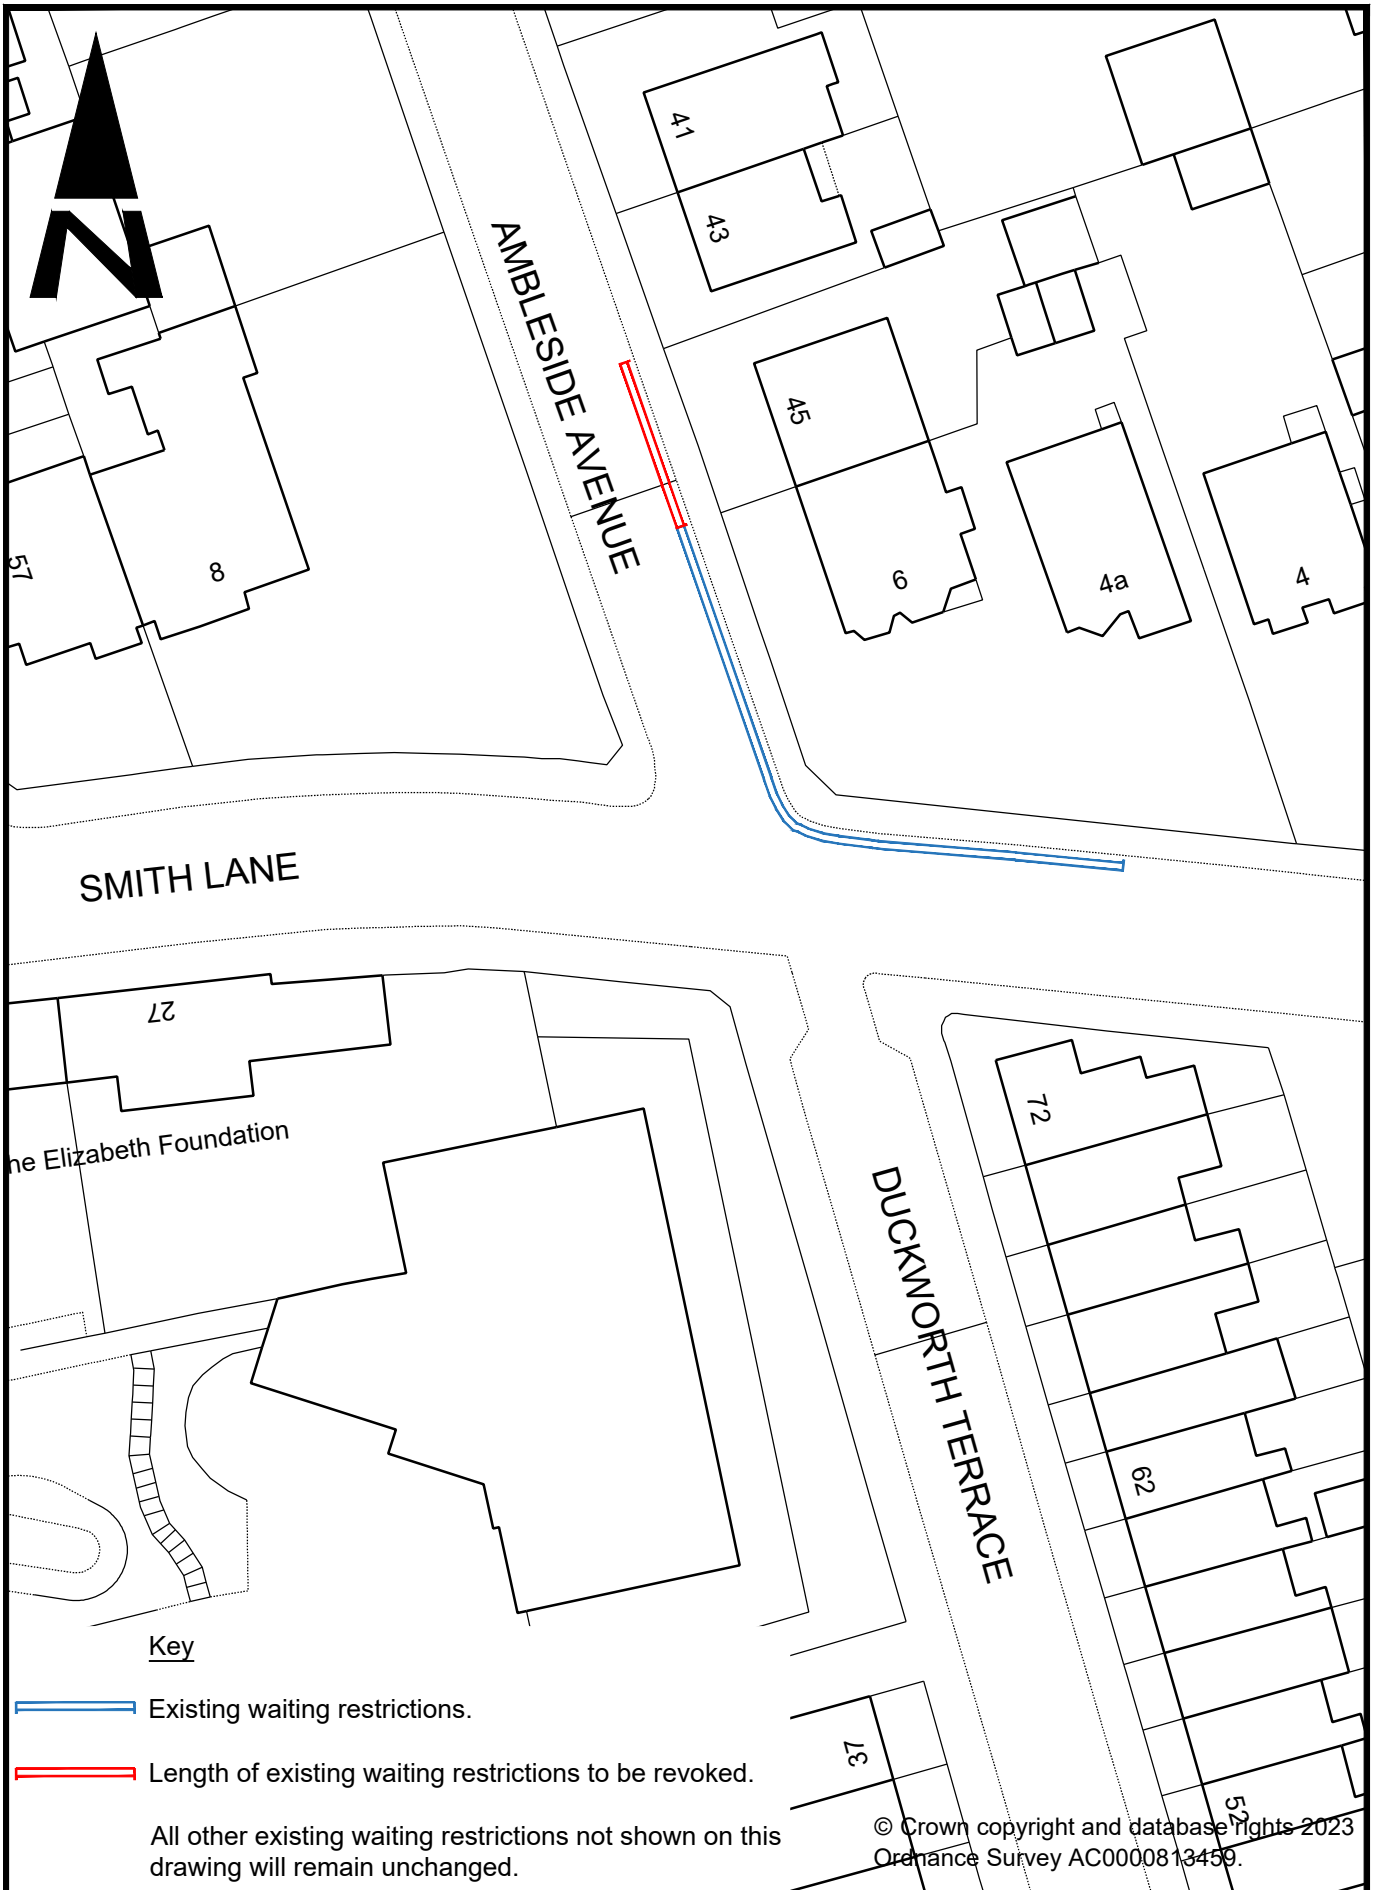 N
41
43
AMBLESIDE AVENUE
45
57
8
6
4a
4
SMITH LANE
27
he Elizabeth Foundation
72
DUCKWORTH TERRACE
62
37
52
Key
Existing waiting restrictions.
Length of existing waiting restrictions to be revoked.
All other existing waiting restrictions not shown on this
drawing will remain unchanged.
© Crown copyright and database rights 2023
Ordnance Survey AC0000813459.